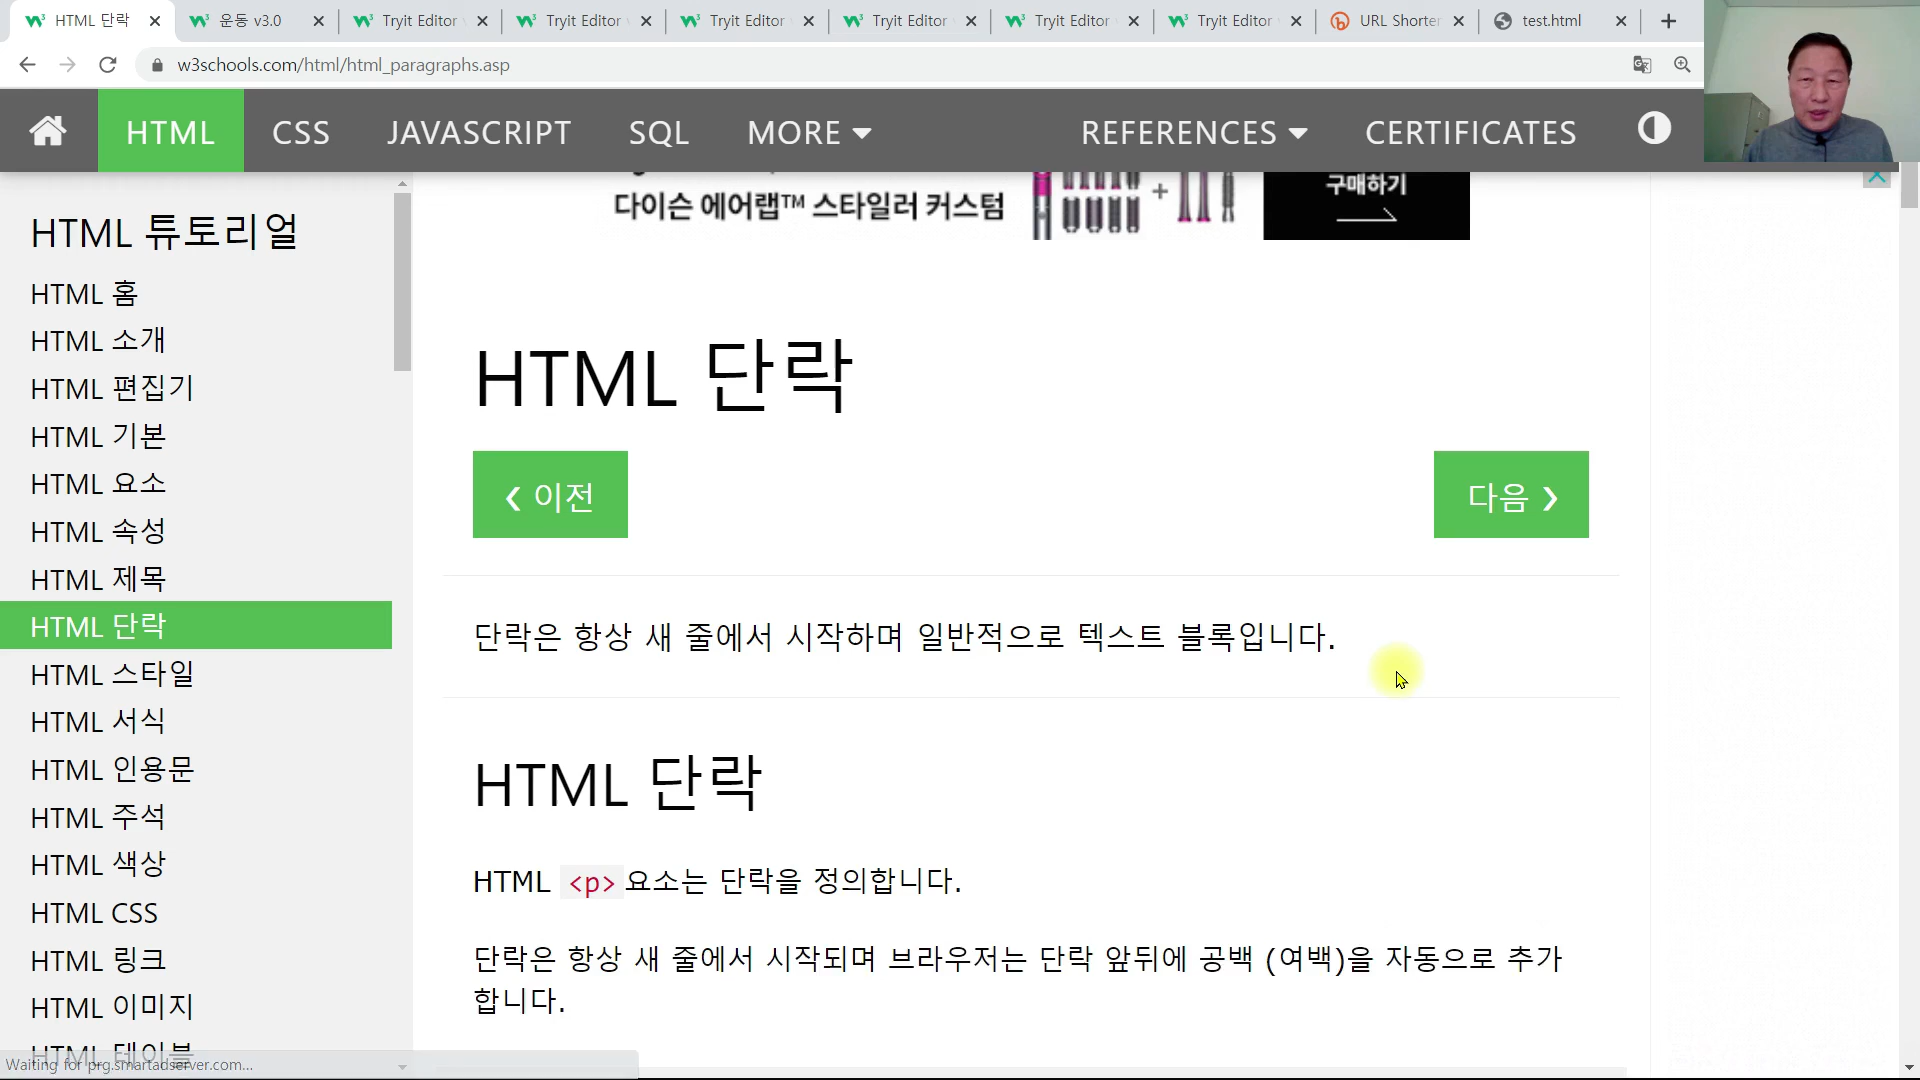 HTML 단락
운동 v3.0
Tryit Editor
Tryit Editor
Tryit Editor
Tryit Editor
Tryit Editor
Tryit Editor
URL Shorter
test.html
w3schools.com/html/html_paragraphs.asp
HTML
CSS
JAVASCRIPT
SQL
MORE
REFERENCES
CERTIFICATES
다이슨 에어랩™ 스타일러 커스텀
구매하기
HTML 튜토리얼
HTML 홈
HTML 소개
HTML 편집기
HTML 기본
HTML 요소
HTML 속성
HTML 제목
HTML 단락
HTML 스타일
HTML 서식
HTML 인용문
HTML 주석
HTML 색상
HTML CSS
HTML 링크
HTML 이미지
HTML 테이블
Waiting for prg.smartadserver.com...
HTML 단락
❮ 이전
다음 ❯
단락은 항상 새 줄에서 시작하며 일반적으로 텍스트 블록입니다.
HTML 단락
HTML <p>요소는 단락을 정의합니다.
단락은 항상 새 줄에서 시작되며 브라우저는 단락 앞뒤에 공백 (여백)을 자동으로 추가
합니다.